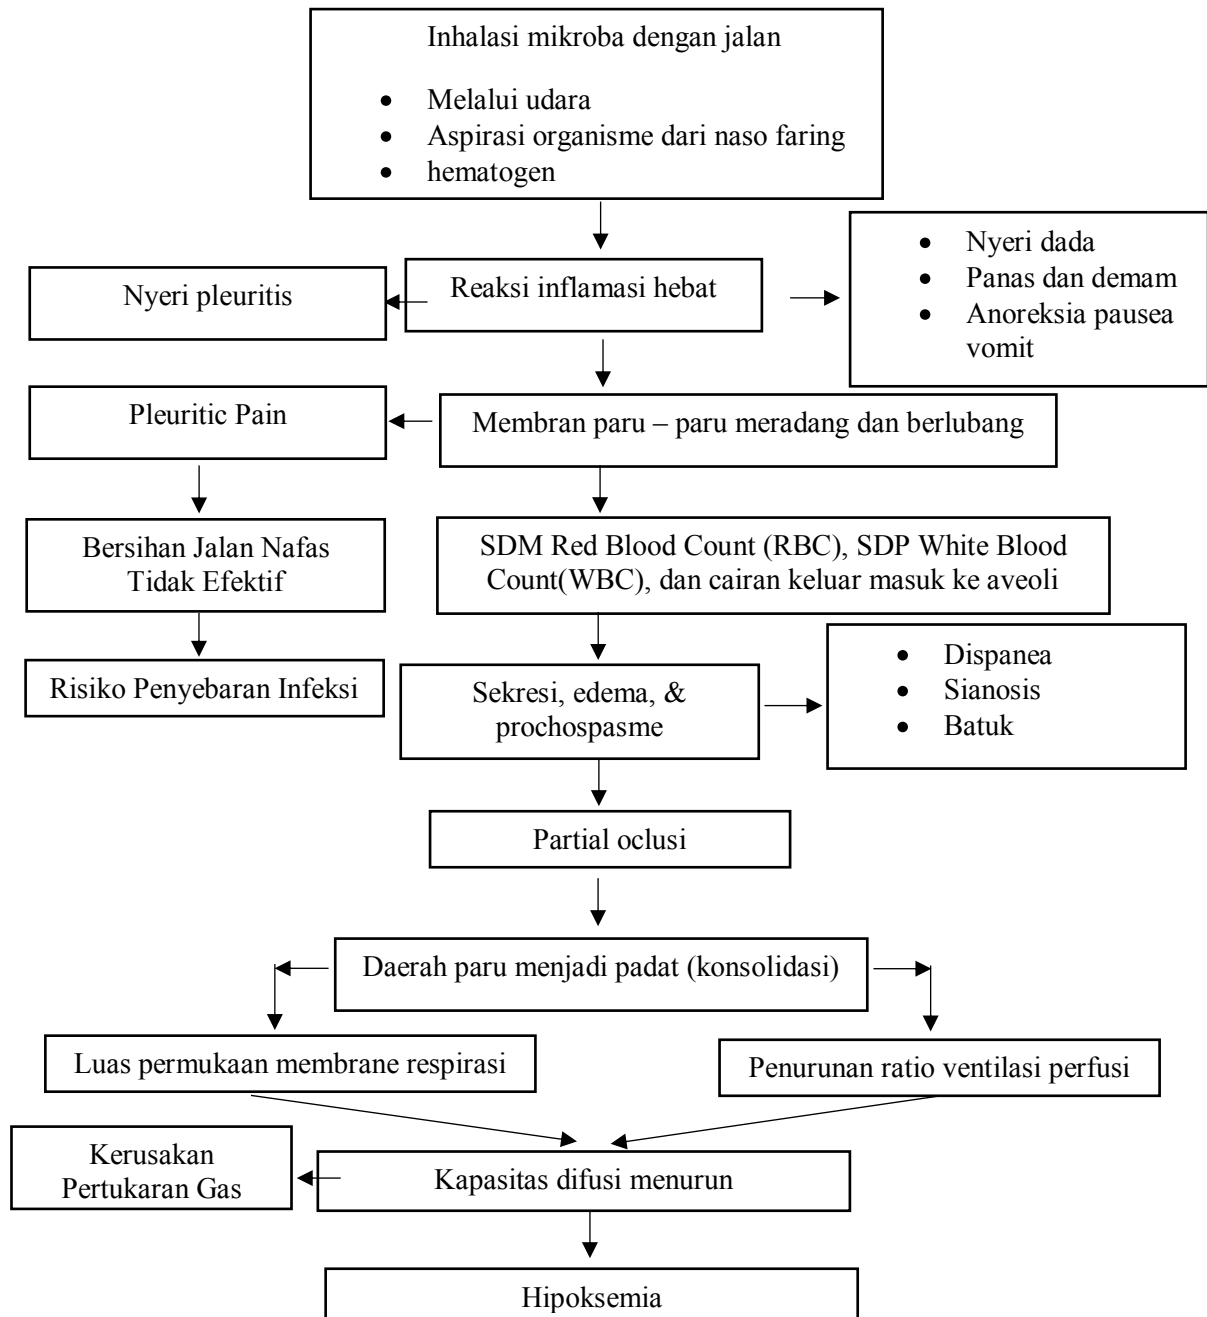 Inhalasi mikroba dengan jalan
• Melalui udara
• Aspirasi organisme dari naso faring
• hematogen
Nyeri pleuritis
Reaksi inflamasi hebat
• Nyeri dada
• Panas dan demam
• Anoreksia pausea
vomit
Pleuritic Pain
Membran paru – paru meradang dan berlubang
Bersihan Jalan Nafas
Tidak Efektif
SDM Red Blood Count (RBC), SDP White Blood
Count(WBC), dan cairan keluar masuk ke aveoli
Risiko Penyebaran Infeksi
Sekresi, edema, &
prochospasme
• Dispanea
• Sianosis
• Batuk
Partial oclusi
Daerah paru menjadi padat (konsolidasi)
Luas permukaan membrane respirasi
Penurunan ratio ventilasi perfusi
Kerusakan
Pertukaran Gas
Kapasitas difusi menurun
Hipoksemia